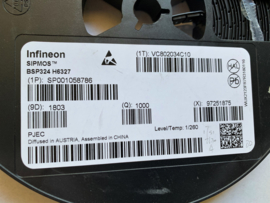 Infineon
SIPMOS™
BSP324 H6327
(1P) SP001058786
(1T) VC802034C10
(9D) 1803
(Q) 1000
(X) 97251875
PJEC
Level/Temp: 1/260
Diffused in AUSTRIA, Assembled in CHINA